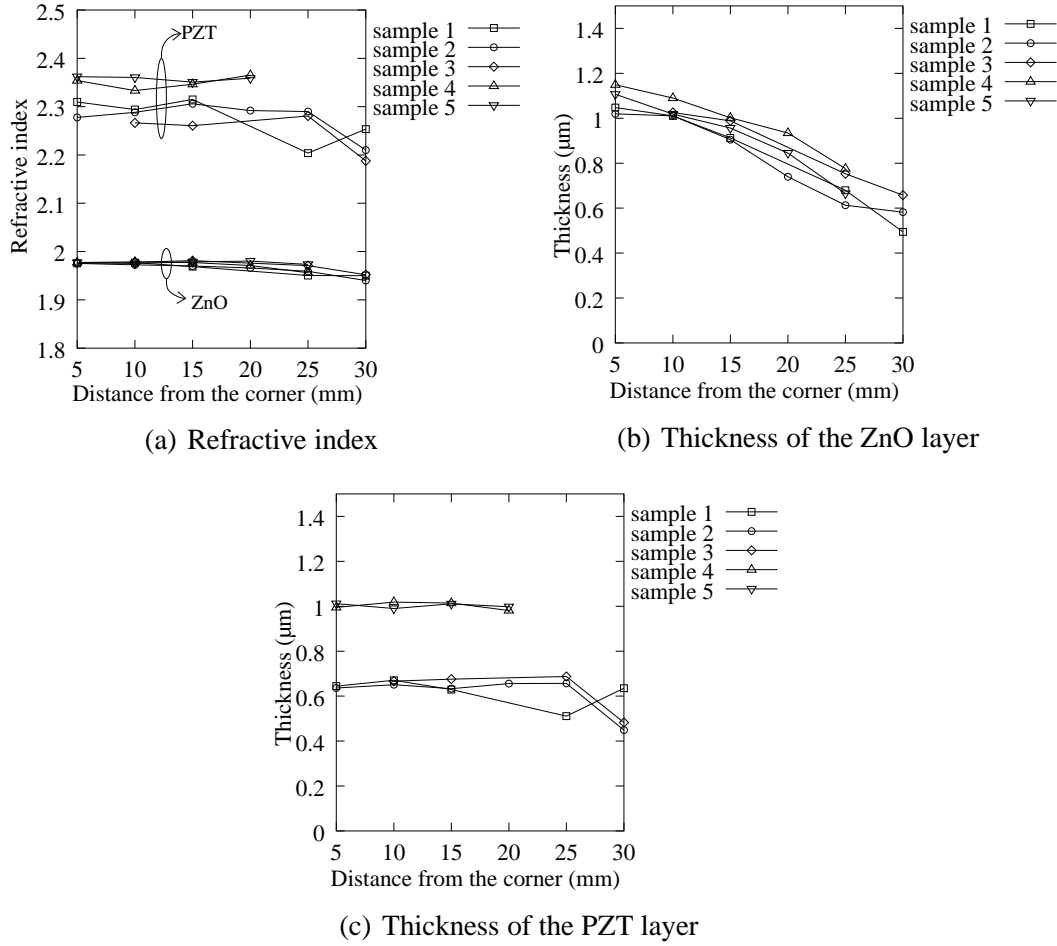 2.5
2.4
2.3
2.2
2.1
2
1.9
1.8
Refractive index
PZT
ZnO
5 10 15 20 25 30
Distance from the corner (mm)
sample 1
sample 2
sample 3
sample 4
sample 5
(a) Refractive index
1.4
1.2
1
0.8
0.6
0.4
0.2
0
Thickness (μm)
5 10 15 20 25 30
Distance from the corner (mm)
sample 1
sample 2
sample 3
sample 4
sample 5
(b) Thickness of the ZnO layer
1.4
1.2
1
0.8
0.6
0.4
0.2
0
Thickness (μm)
5 10 15 20 25 30
Distance from the corner (mm)
sample 1
sample 2
sample 3
sample 4
sample 5
(c) Thickness of the PZT layer